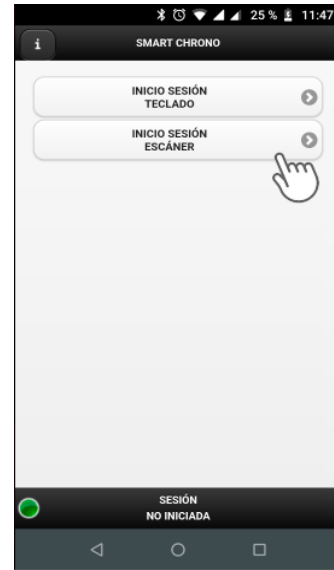 25 % 11:47
i SMART CHRONO
INICIO SESIÓN
TECLADO
INICIO SESIÓN
ESCÁNER
SESIÓN
NO INICIADA